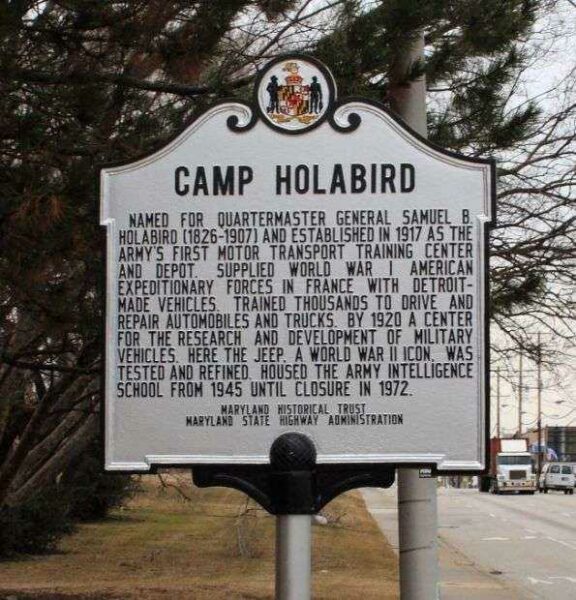 CAMP HOLABIRD
NAMED FOR QUARTERMASTER GENERAL SAMUEL B.
HOLABIRD (1826-1907) AND ESTABLISHED IN 1917 AS THE
ARMY'S FIRST MOTOR TRANSPORT TRAINING CENTER
AND DEPOT. SUPPLIED WORLD WAR I AMERICAN
EXPEDITIONARY FORCES IN FRANCE WITH DETROIT-
MADE VEHICLES. TRAINED THOUSANDS TO DRIVE AND
REPAIR AUTOMOBILES AND TRUCKS. BY 1920 A CENTER
FOR THE RESEARCH AND DEVELOPMENT OF MILITARY
VEHICLES. HERE THE JEEP, A WORLD WAR II ICON, WAS
TESTED AND REFINED. HOUSED THE ARMY INTELLIGENCE
SCHOOL FROM 1945 UNTIL CLOSURE IN 1972.
MARYLAND HISTORICAL TRUST
MARYLAND STATE HIGHWAY ADMINISTRATION